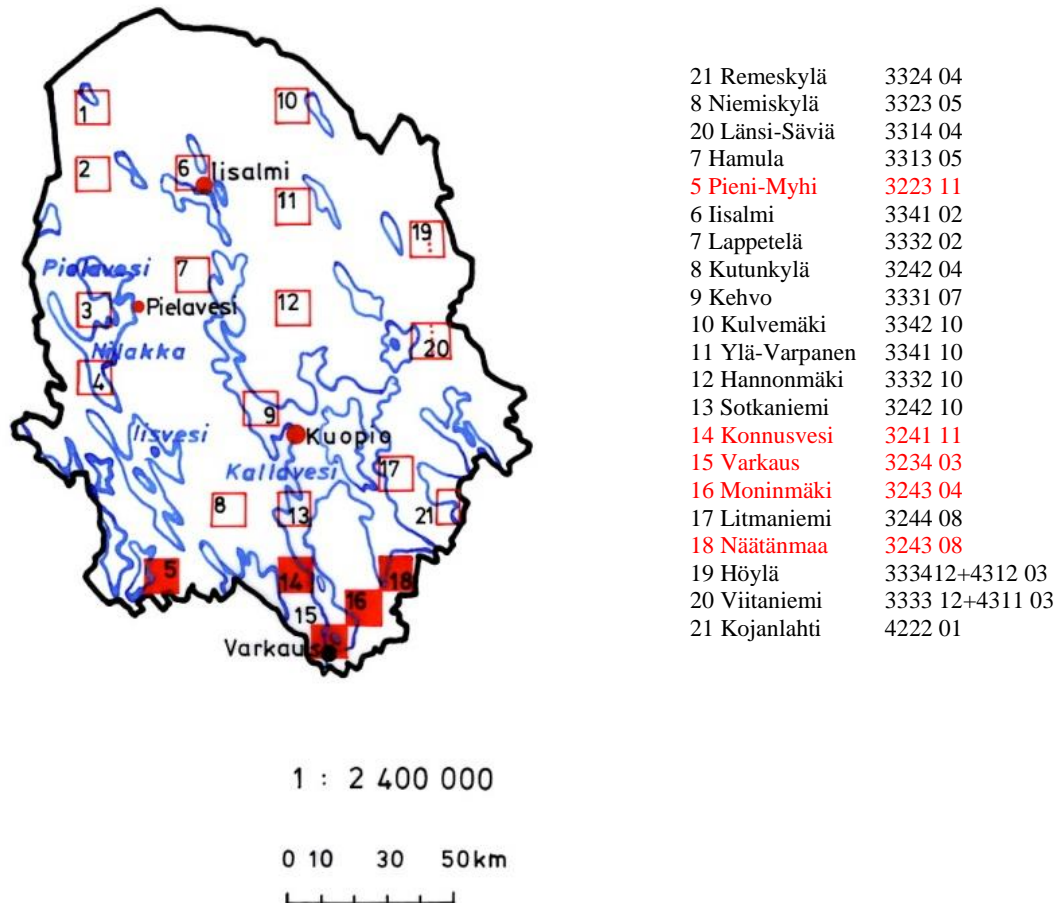 1
10
2
6 Iisalmi
11
19
Pielavesi
7
3 Pielavesi
12
20
Nilakka
4
9
Iisvesi
Kuopio
Kallavesi
17
8
13
21
5
14
18
16
15
Varkaus
1 : 2 400 000
0 10 30 50km
21 Remeskylä 3324 04
8 Niemiskylä 3323 05
20 Länsi-Säviä 3314 04
7 Hamula 3313 05
5 Pieni-Myhi 3223 11
6 Iisalmi 3341 02
7 Lappetelä 3332 02
8 Kutunkylä 3242 04
9 Kehvo 3331 07
10 Kulvemäki 3342 10
11 Ylä-Varpanen 3341 10
12 Hannonmäki 3332 10
13 Sotkaniemi 3242 10
14 Konnusvesi 3241 11
15 Varkaus 3234 03
16 Moninmäki 3243 04
17 Litmaniemi 3244 08
18 Näätänmaa 3243 08
19 Höylä 333412+4312 03
20 Viitaniemi 3333 12+4311 03
21 Kojanlahti 4222 01